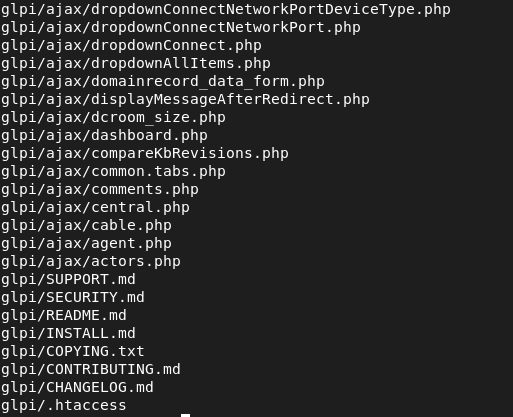 glpi/ajax/dropdownConnectNetworkPortDeviceType.php
glpi/ajax/dropdownConnectNetworkPort.php
glpi/ajax/dropdownConnect.php
glpi/ajax/dropdownAllItems.php
glpi/ajax/domainrecord_data_form.php
glpi/ajax/displayMessageAfterRedirect.php
glpi/ajax/dcroom_size.php
glpi/ajax/dashboard.php
glpi/ajax/compareKbRevisions.php
glpi/ajax/common.tabs.php
glpi/ajax/comments.php
glpi/ajax/central.php
glpi/ajax/cable.php
glpi/ajax/agent.php
glpi/ajax/actors.php
glpi/SUPPORT.md
glpi/SECURITY.md
glpi/README.md
glpi/INSTALL.md
glpi/COPYING.txt
glpi/CONTRIBUTING.md
glpi/CHANGELOG.md
glpi/.htaccess